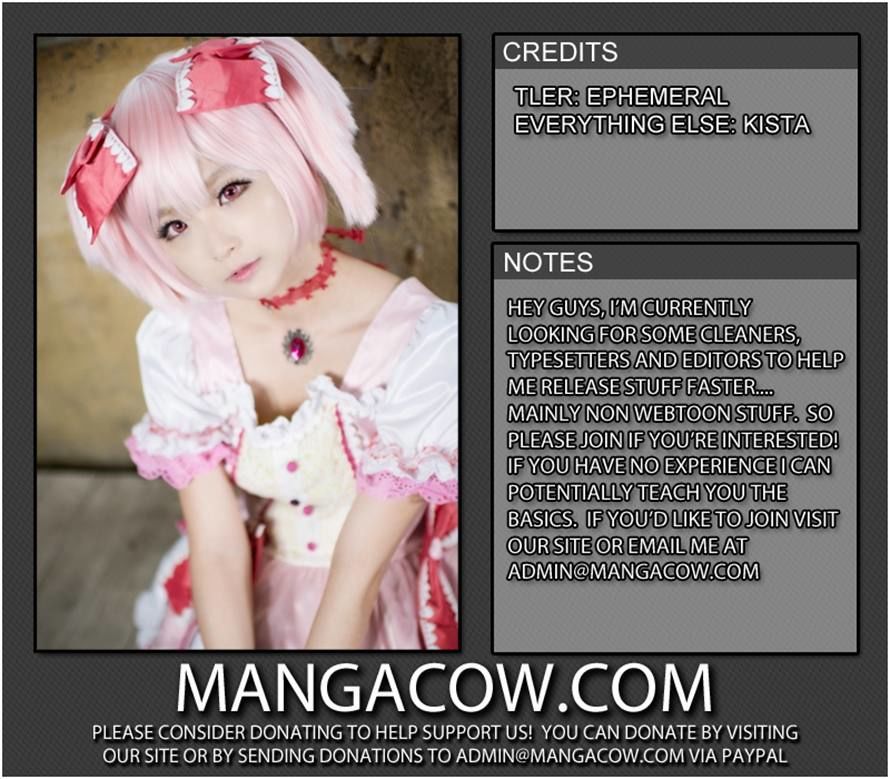 CREDITS
TLER: EPHEMERAL
EVERYTHING ELSE: KISTA
NOTES
HEY GUYS, I'M CURRENTLY
LOOKING FOR SOME CLEANERS,
TYPESETTERS AND EDITORS TO HELP
ME RELEASE STUFF FASTER....
MAINLY NON WEBTOON STUFF. SO
PLEASE JOIN IF YOU'RE INTERESTED!
IF YOU HAVE NO EXPERIENCE I CAN
POTENTIALLY TEACH YOU THE
BASICS. IF YOU'D LIKE TO JOIN VISIT
OUR SITE OR EMAIL ME AT
ADMIN@MANGACOW.COM
MANGACOW.COM
PLEASE CONSIDER DONATING TO HELP SUPPORT US! YOU CAN DONATE BY VISITING
OUR SITE OR BY SENDING DONATIONS TO ADMIN@MANGACOW.COM VIA PAYPAL